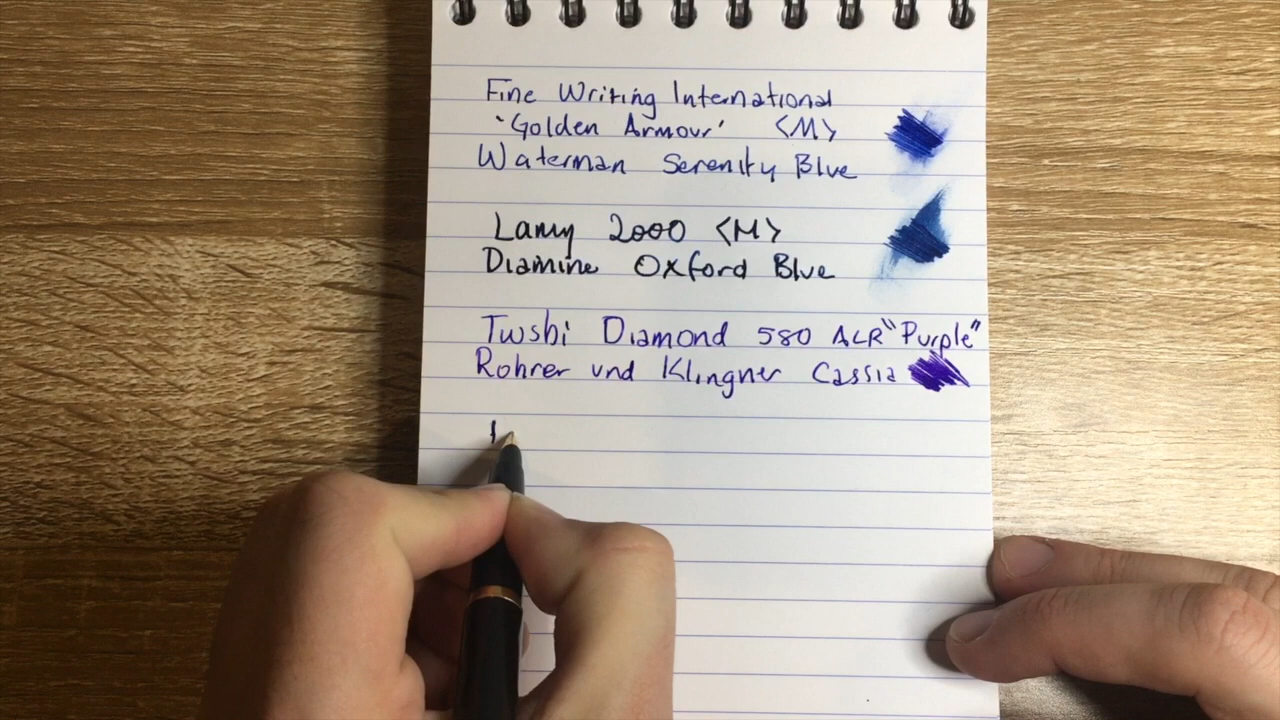 Fine Writing International
'Golden Armour' <M>
Waterman Serenity Blue
Lamy 2000 <M>
Diamine Oxford Blue
Twsbi Diamond 580 ALR "Purple"
Rohrer und Klingner Cassia